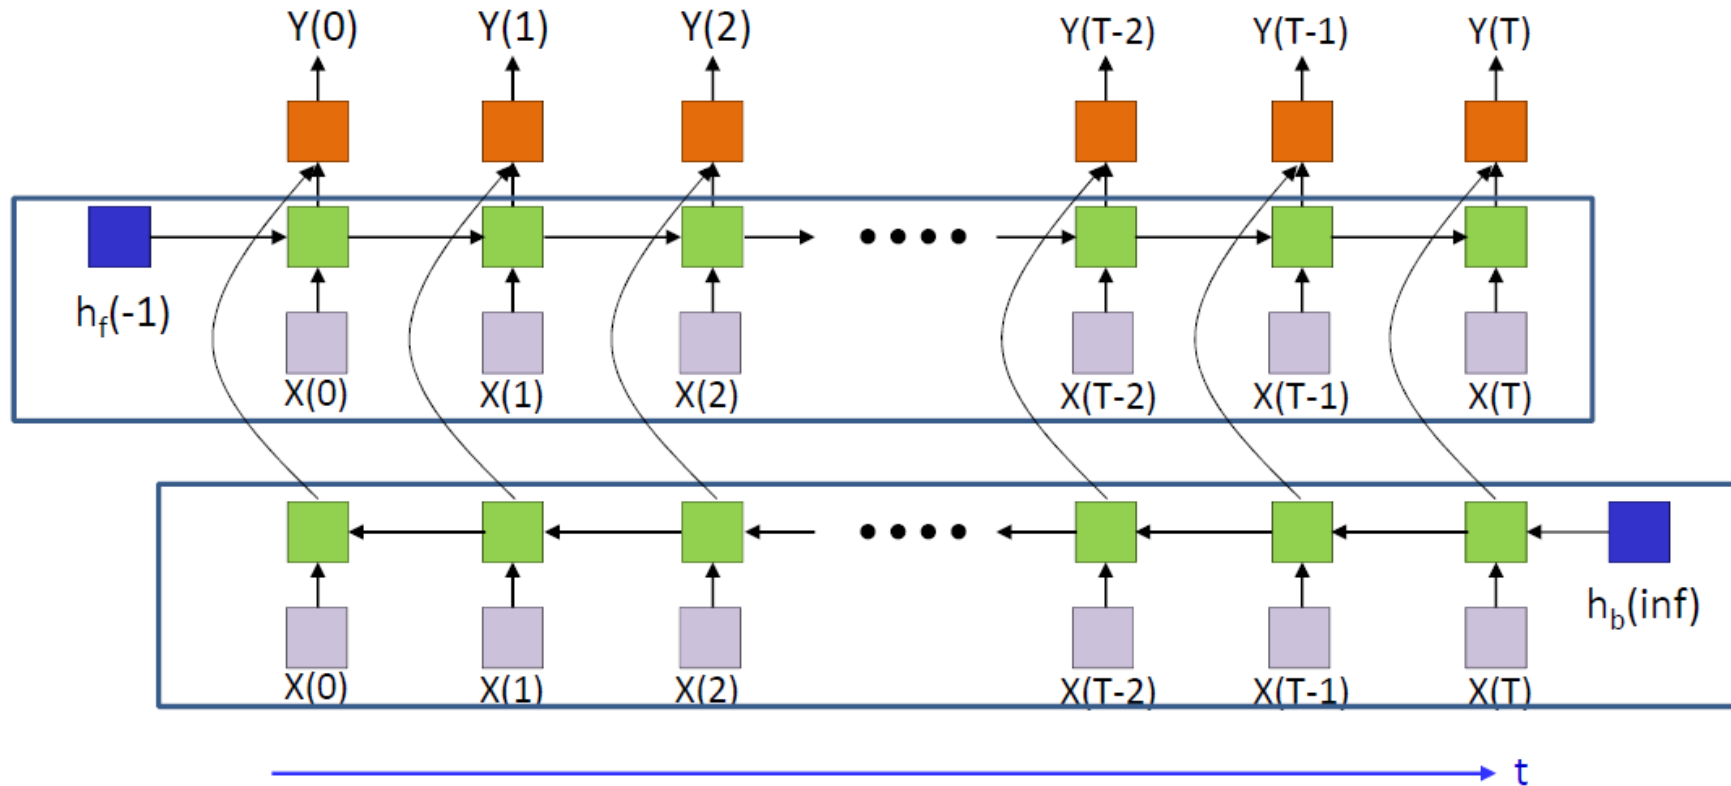 Y(0) Y(1) Y(2) Y(T-2) Y(T-1) Y(T)
h_f(-1)
X(0) X(1) X(2) X(T-2) X(T-1) X(T)
h_b(inf)
X(0) X(1) X(2) X(T-2) X(T-1) X(T)
t